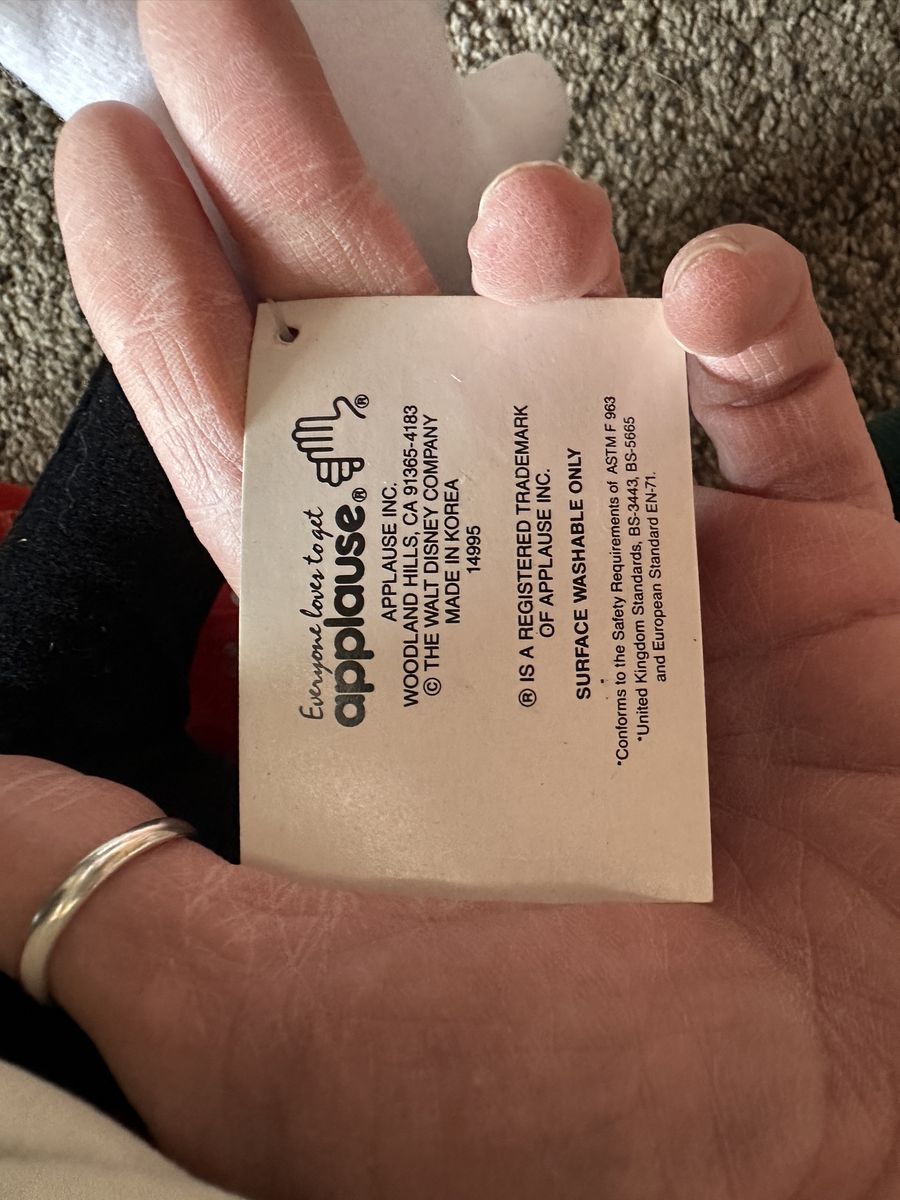 Everyone loves to get
applause® ®
APPLAUSE INC.
WOODLAND HILLS, CA 91365-4183
© THE WALT DISNEY COMPANY
MADE IN KOREA
14995
® IS A REGISTERED TRADEMARK
OF APPLAUSE INC.
SURFACE WASHABLE ONLY
*Conforms to the Safety Requirements of ASTM F 963
*United Kingdom Standards, BS-3443, BS-5665
and European Standard EN-71.